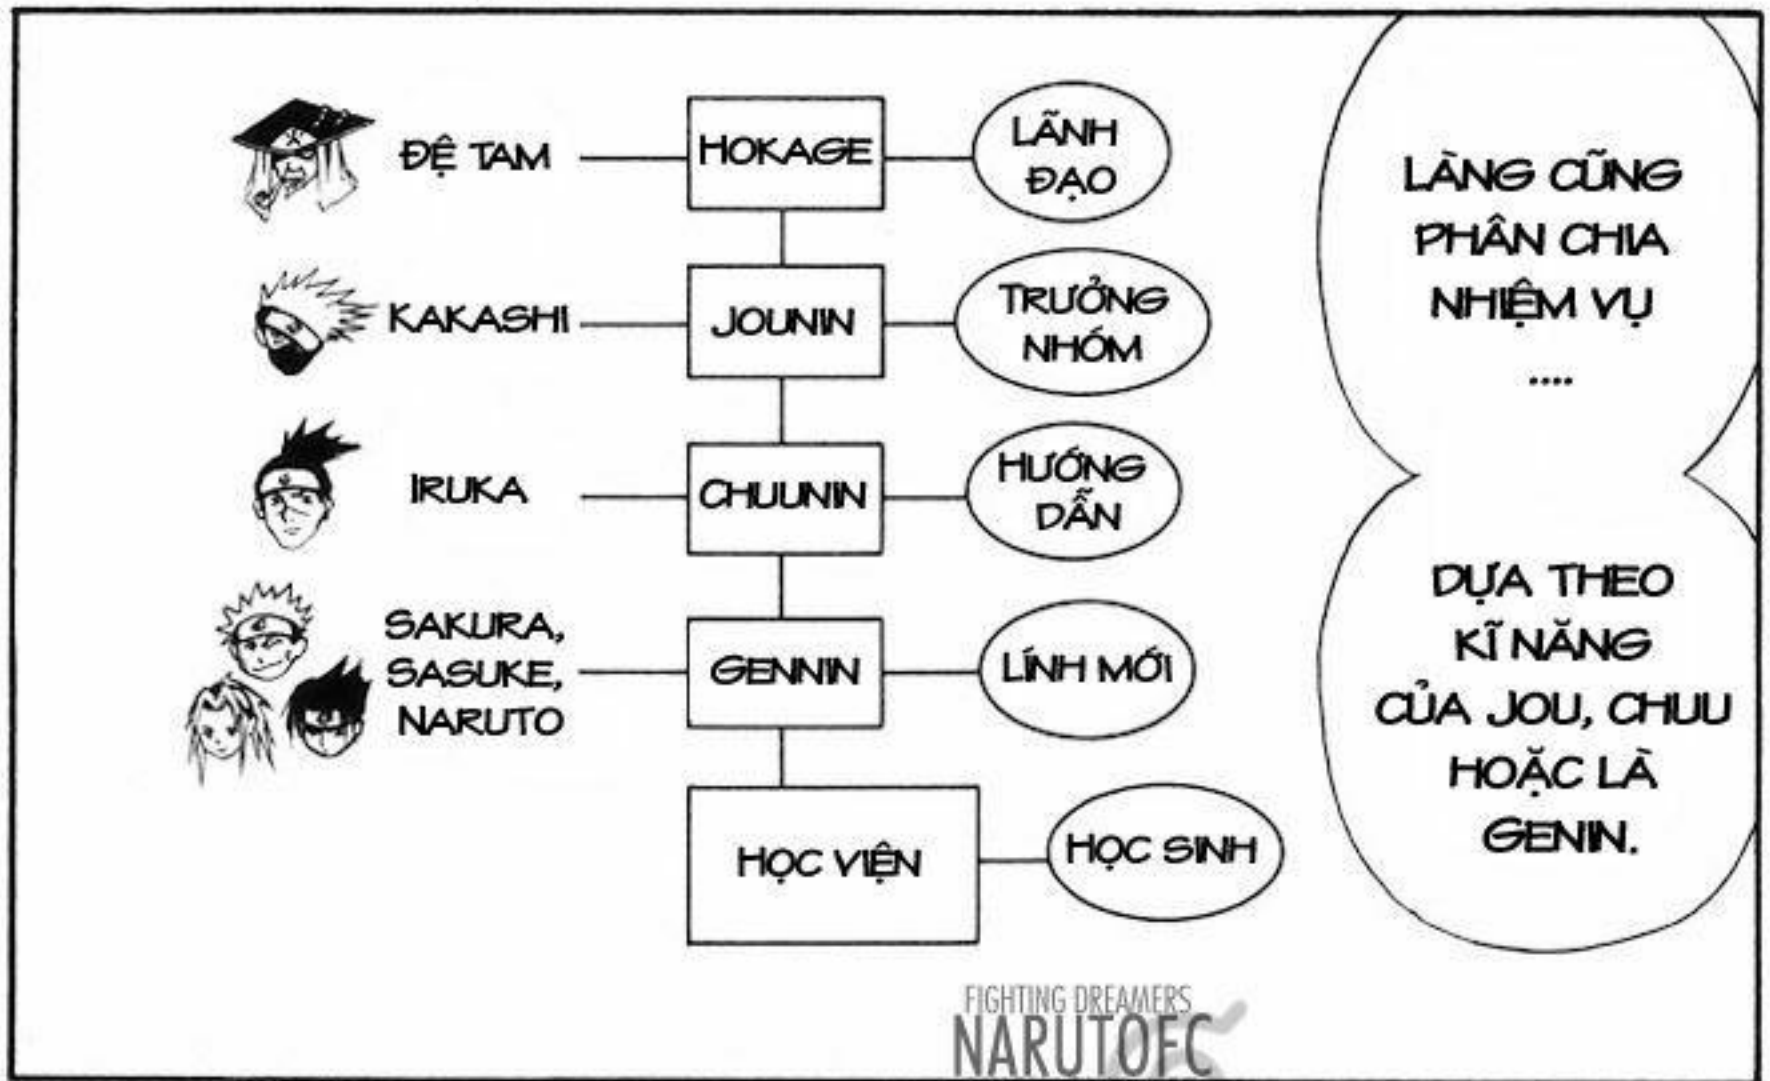 ĐỆ TAM
HOKAGE
LÃNH
ĐẠO
KAKASHI
JOUNIN
TRƯỞNG
NHÓM
IRUKA
CHUUNIN
HƯỚNG
DẪN
SAKURA,
SASUKE,
NARUTO
GENNIN
LÍNH MỚI
HỌC VIỆN
HỌC SINH
LÀNG CŨNG
PHÂN CHIA
NHIỆM VỤ
....
DỰA THEO
KĨ NĂNG
CỦA JOU, CHUU
HOẶC LÀ
GENIN.
FIGHTING DREAMERS
NARUTOFC